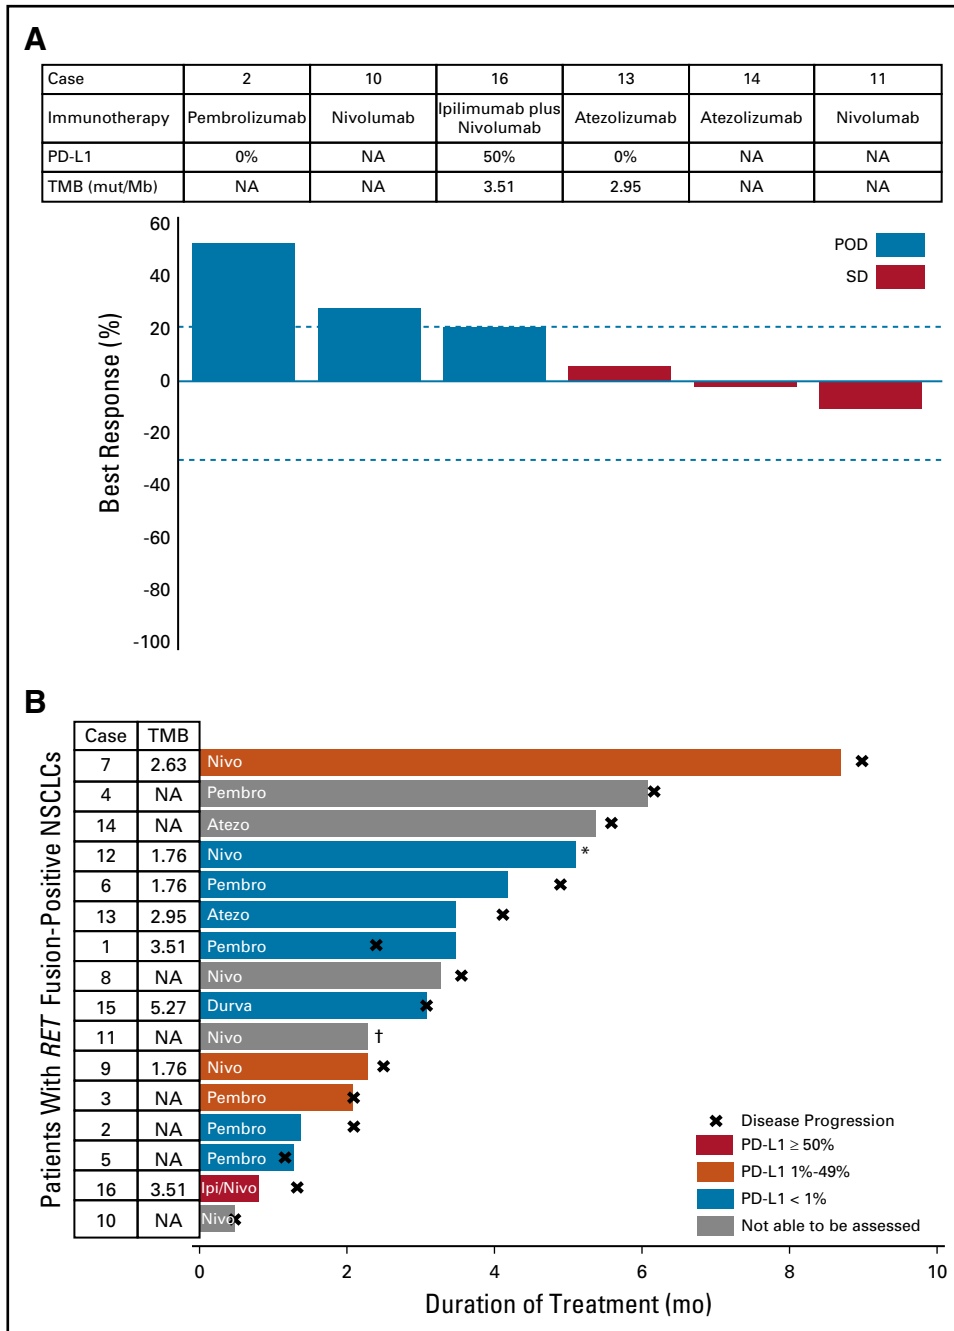 A
Case 2 10 16 13 14 11
Immunotherapy Pembrolizumab Nivolumab Ipilimumab plus Nivolumab Atezolizumab Atezolizumab Nivolumab
PD-L1 0% NA 50% 0% NA NA
TMB (mut/Mb) NA NA 3.51 2.95 NA NA
Best Response (%)
60
40
20
0
-20
-40
-60
-80
-100
POD
SD
B
Patients With RET Fusion-Positive NSCLCs
Case TMB
7 2.63 Nivo
4 NA Pembro
14 NA Atezo
12 1.76 Nivo *
6 1.76 Pembro
13 2.95 Atezo
1 3.51 Pembro
8 NA Nivo
15 5.27 Durva
11 NA Nivo †
9 1.76 Nivo
3 NA Pembro
2 NA Pembro
5 NA Pembro
16 3.51 Ipi/Nivo
10 NA Nivo
Disease Progression
PD-L1 ≥ 50%
PD-L1 1%-49%
PD-L1 < 1%
Not able to be assessed
0 2 4 6 8 10
Duration of Treatment (mo)